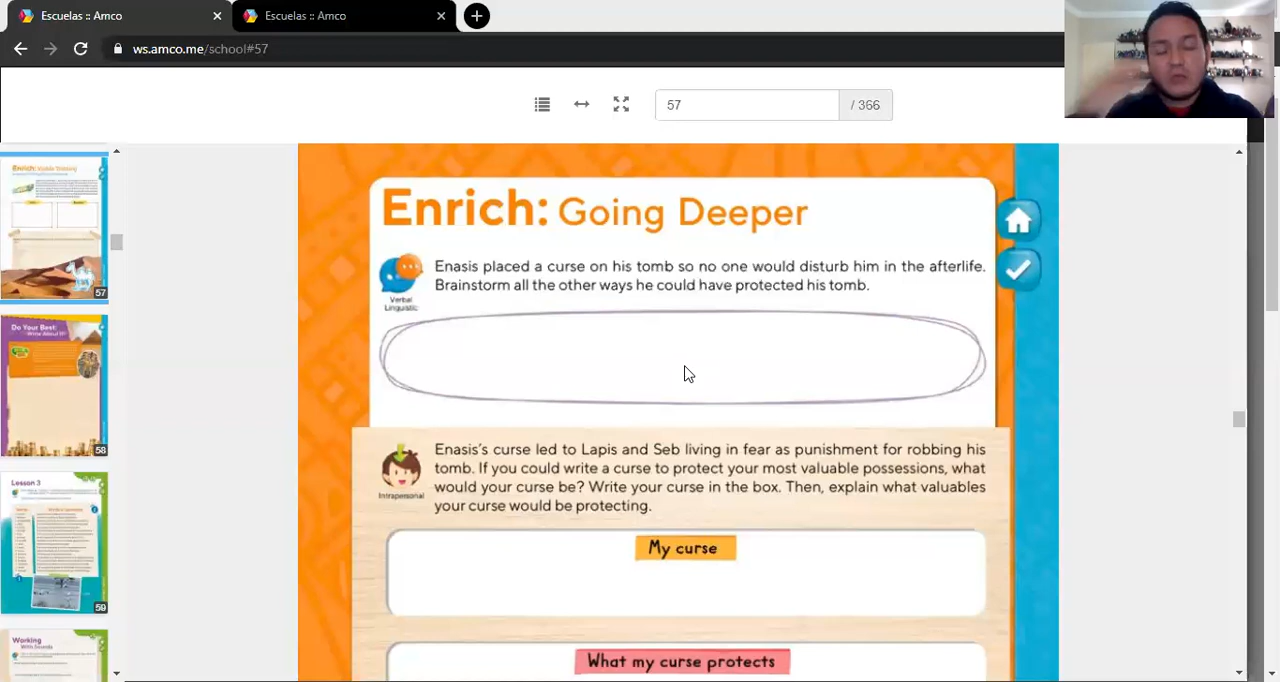 Escuelas :: Amco
Escuelas :: Amco
ws.amco.me/school#57
57 / 366
Enrich: Going Deeper
Verbal
Linguistic
Enasis placed a curse on his tomb so no one would disturb him in the afterlife.
Brainstorm all the other ways he could have protected his tomb.
Intrapersonal
Enasis's curse led to Lapis and Seb living in fear as punishment for robbing his
tomb. If you could write a curse to protect your most valuable possessions, what
would your curse be? Write your curse in the box. Then, explain what valuables
your curse would be protecting.
My curse
What my curse protects
Enrich:
57
Do Your Best:
58
Lesson 3
59
Working
With Sounds